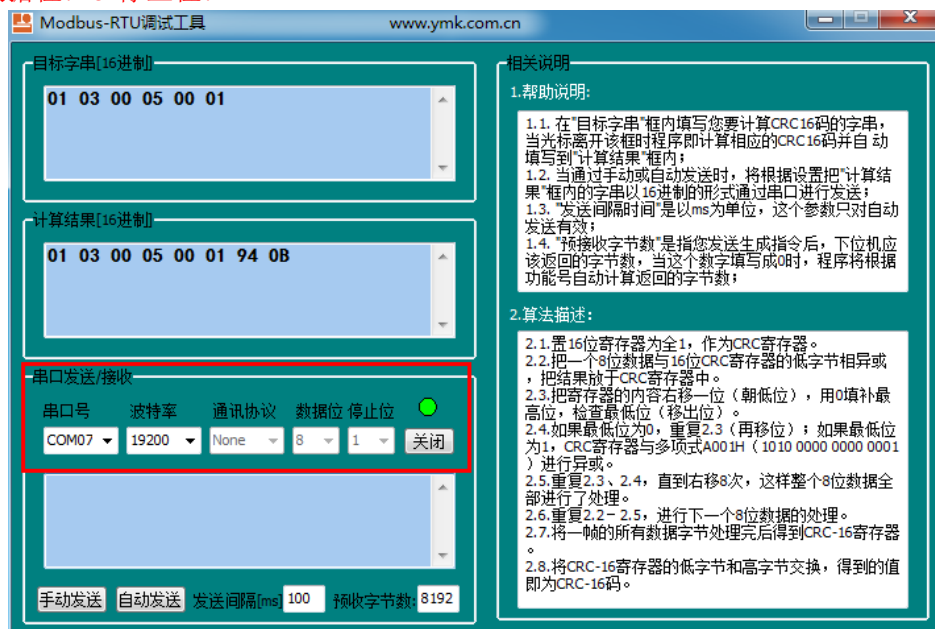 Modbus-RTU调试工具 www.ymk.com.cn
目标字串[16进制]
01 03 00 05 00 01
计算结果[16进制]
01 03 00 05 00 01 94 0B
串口发送/接收
串口号 波特率 通讯协议 数据位 停止位
COM07 19200 None 8 1 关闭
手动发送 自动发送 发送间隔[ms] 100 预收字节数: 8192
相关说明
1.帮助说明:
1.1. 在"目标字串"框内填写您要计算CRC16码的字串，
当光标离开该框时程序即计算相应的CRC16码并自 动
填写到"计算结果"框内；
1.2. 当通过手动或自动发送时，将根据设置把"计算结
果"框内的字串以16进制的形式通过串口进行发送；
1.3. "发送间隔时间"是以ms为单位，这个参数只对自动
发送有效；
1.4. "预接收字节数"是指您发送生成指令后，下位机应
该返回的字节数，当这个数字填写成0时，程序将根据
功能号自动计算返回的字节数；
2.算法描述：
2.1.置16位寄存器为全1，作为CRC寄存器。
2.2.把一个8位数据与16位CRC寄存器的低字节相异或
，把结果放于CRC寄存器中。
2.3.把寄存器的内容右移一位（朝低位），用0填补最
高位，检查最低位（移出位）。
2.4.如果最低位为0，重复2.3（再移位）；如果最低位
为1，CRC寄存器与多项式A001H（1010 0000 0000 0001
）进行异或。
2.5.重复2.3、2.4，直到右移8次，这样整个8位数据全
部进行了处理。
2.6.重复2.2－2.5，进行下一个8位数据的处理。
2.7.将一帧的所有数据字节处理完后得到CRC-16寄存器
。
2.8.将CRC-16寄存器的低字节和高字节交换，得到的值
即为CRC-16码。